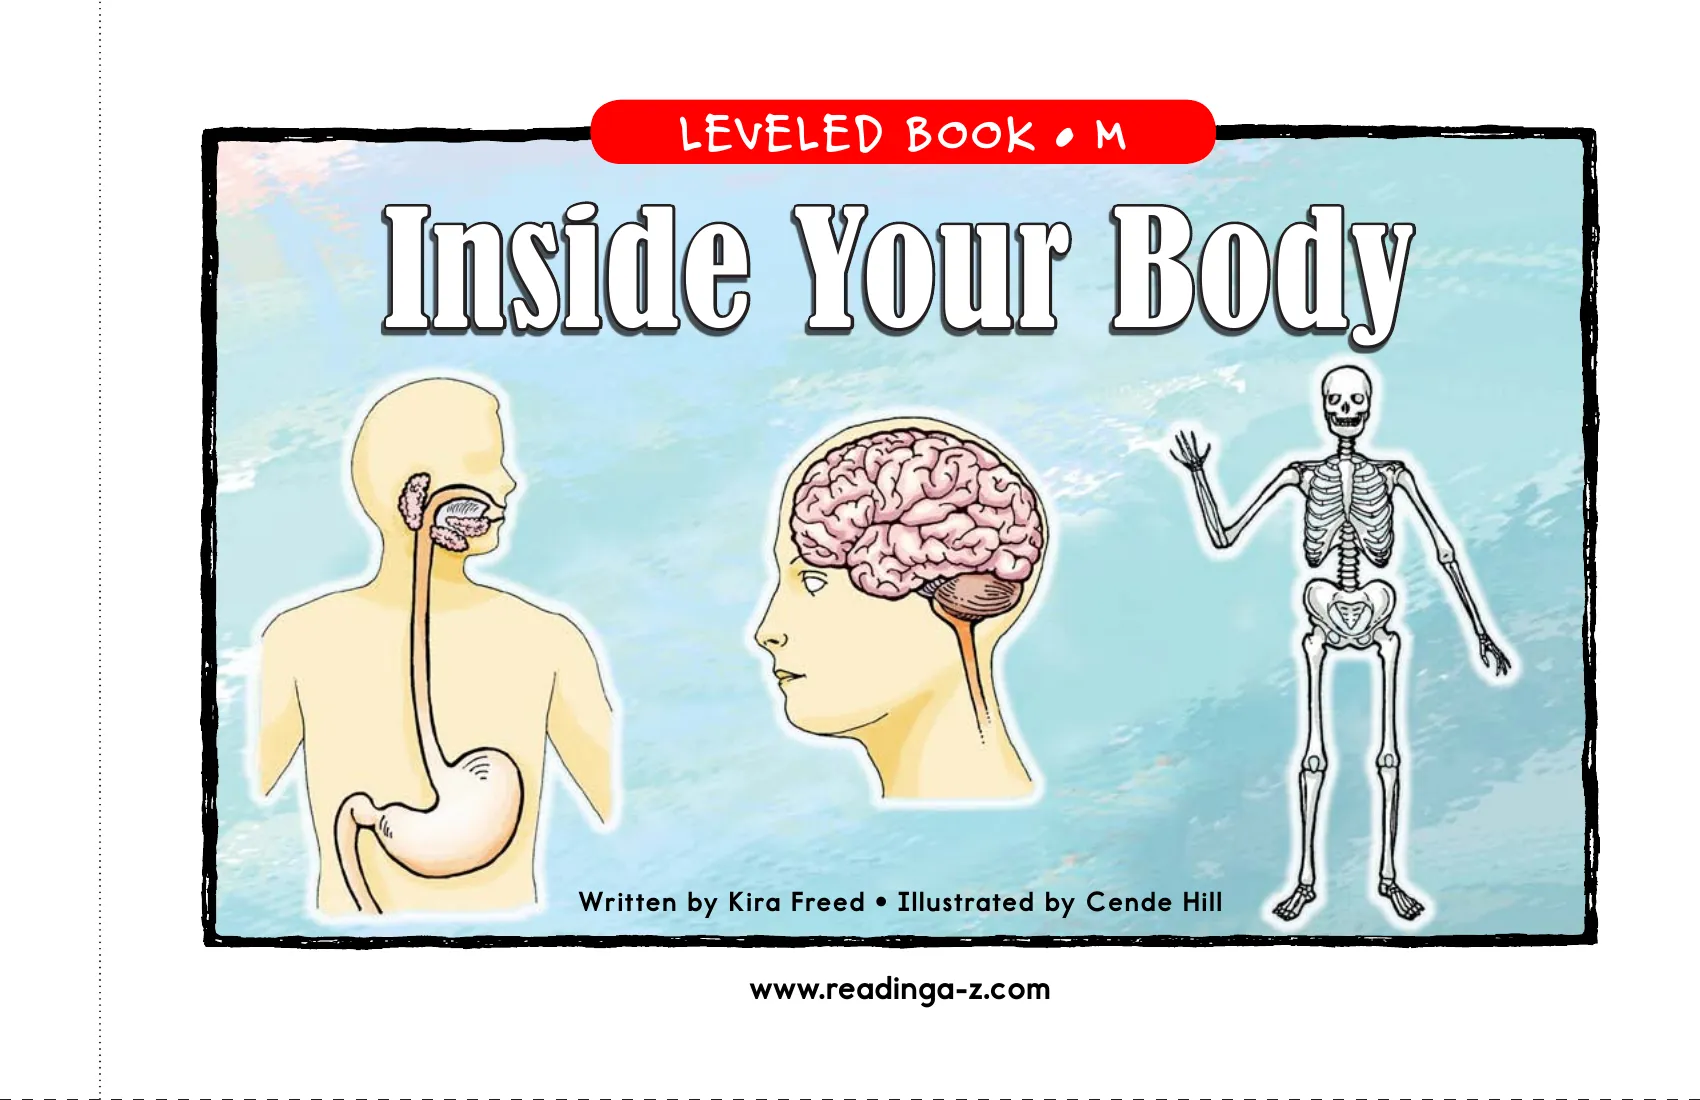 LEVELED BOOK • M
Inside Your Body
Written by Kira Freed • Illustrated by Cende Hill
www.readinga-z.com